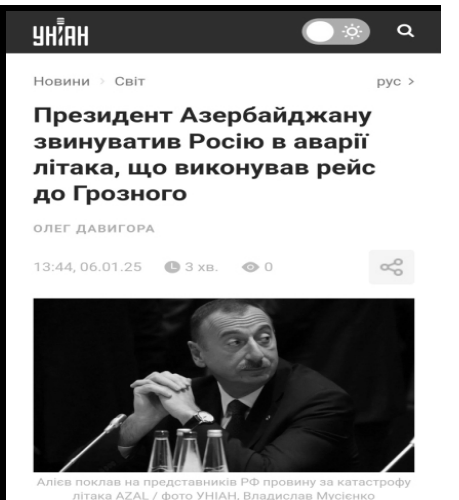 УНІАН
Новини > Світ
рус >
Президент Азербайджану
звинуватив Росію в аварії
літака, що виконував рейс
до Грозного
ОЛЕГ ДАВИГОРА
13:44, 06.01.25
3 хв.
0
Алієв поклав на представників РФ провину за катастрофу
літака AZAL / фото УНІАН, Владислав Мусієнко